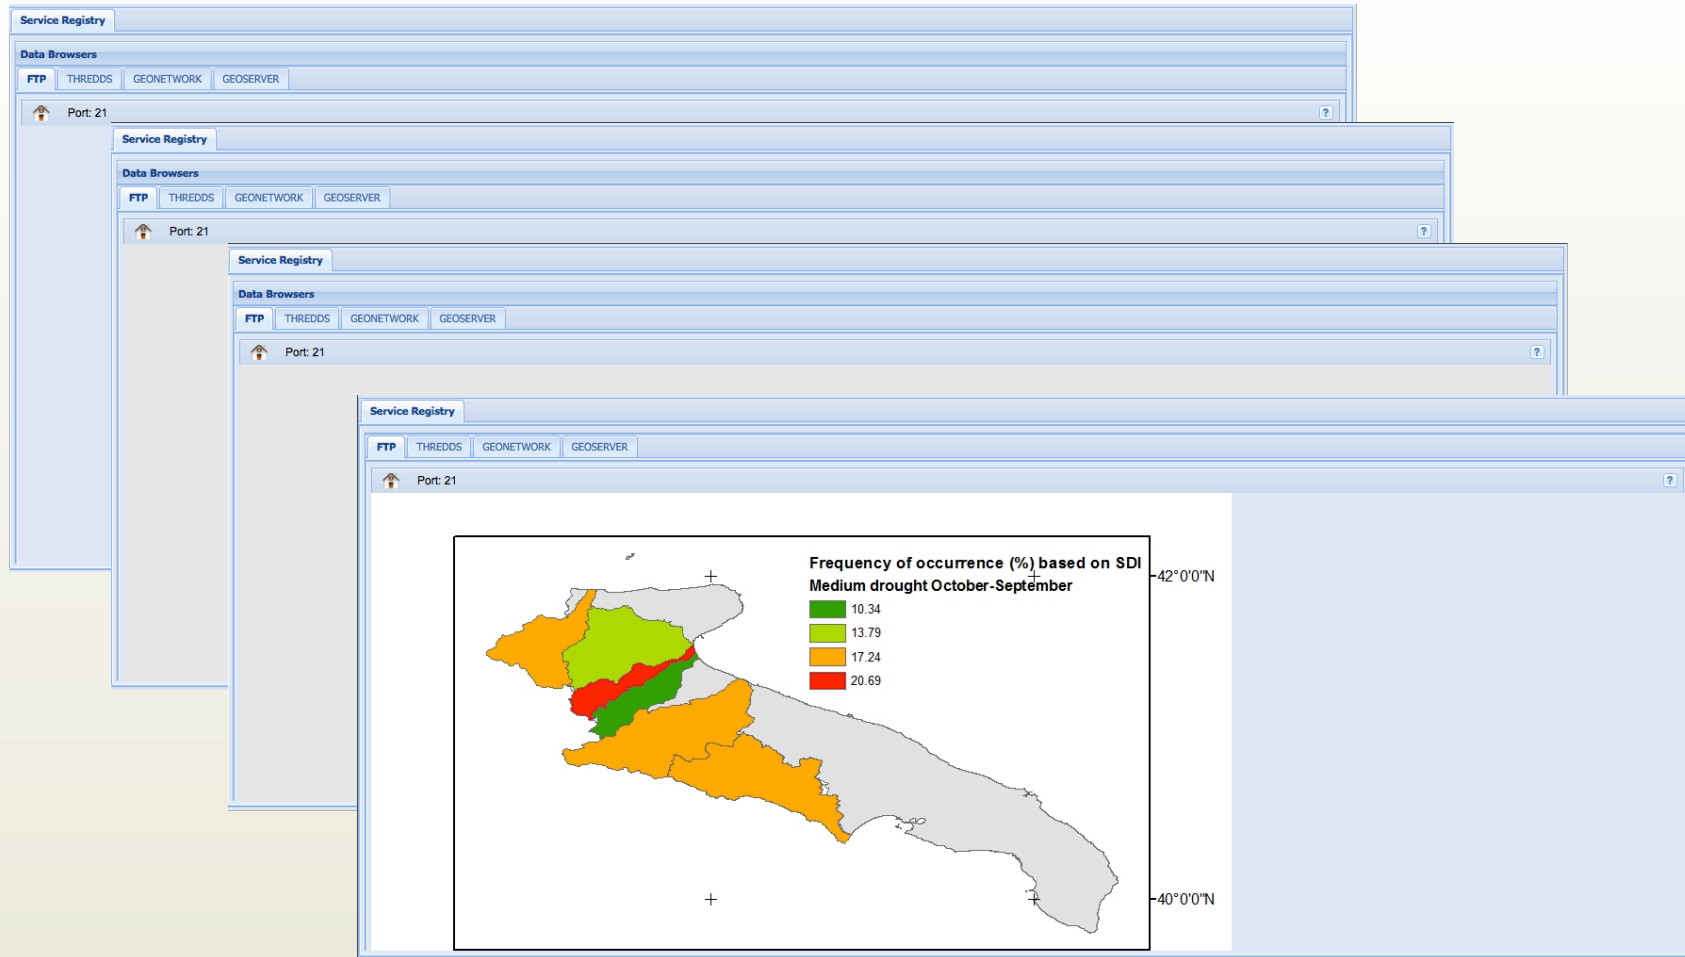 Service Registry
Data Browsers
FTP THREDDS GEONETWORK GEOSERVER
Port: 21 ?
Service Registry
Data Browsers
FTP THREDDS GEONETWORK GEOSERVER
Port: 21 ?
Service Registry
Data Browsers
FTP THREDDS GEONETWORK GEOSERVER
Port: 21 ?
Service Registry
FTP THREDDS GEONETWORK GEOSERVER
Port: 21 ?
Frequency of occurrence (%) based on SDI
Medium drought October-September
10.34
13.79
17.24
20.69
42°0'0"N
40°0'0"N